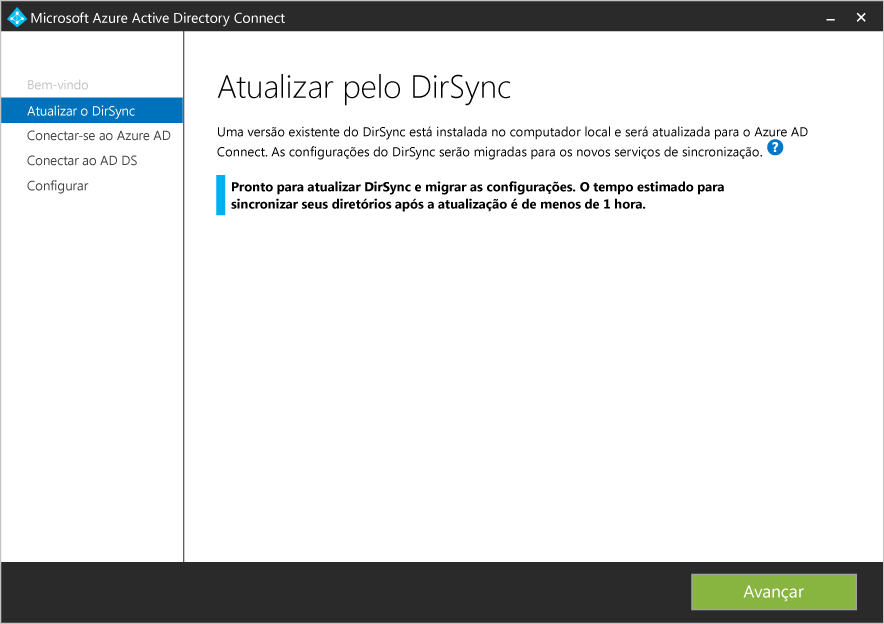 Microsoft Azure Active Directory Connect
Bem-vindo
Atualizar o DirSync
Conectar-se ao Azure AD
Conectar ao AD DS
Configurar
Atualizar pelo DirSync
Uma versão existente do DirSync está instalada no computador local e será atualizada para o Azure AD
Connect. As configurações do DirSync serão migradas para os novos serviços de sincronização. ?
Pronto para atualizar DirSync e migrar as configurações. O tempo estimado para
sincronizar seus diretórios após a atualização é de menos de 1 hora.
Avançar